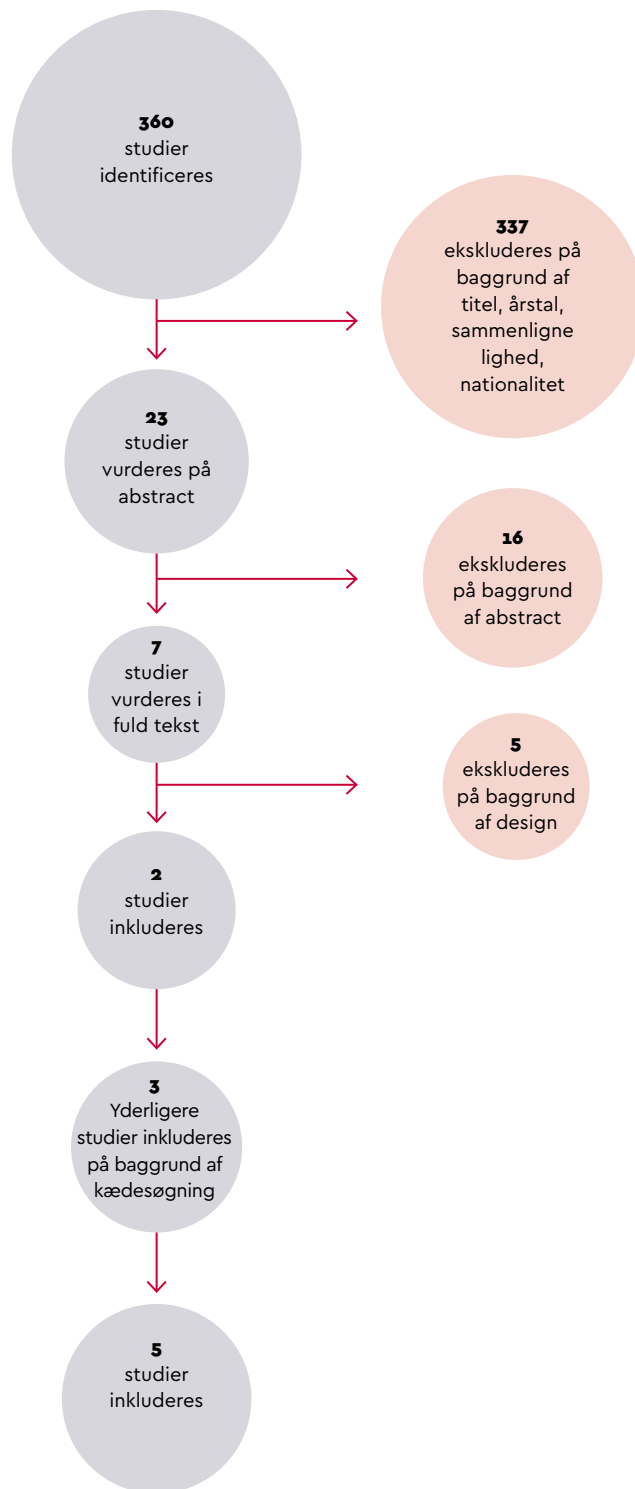 360
studier
identificeres
337
ekskluderes på
baggrund af
titel, årstal,
sammenligne
lighed,
nationalitet
23
studier
vurderes på
abstract
16
ekskluderes
på baggrund
af abstract
7
studier
vurderes i
fuld tekst
5
ekskluderes
på baggrund
af design
2
studier
inkluderes
3
Yderligere
studier inkluderes
på baggrund af
kædesøgning
5
studier
inkluderes